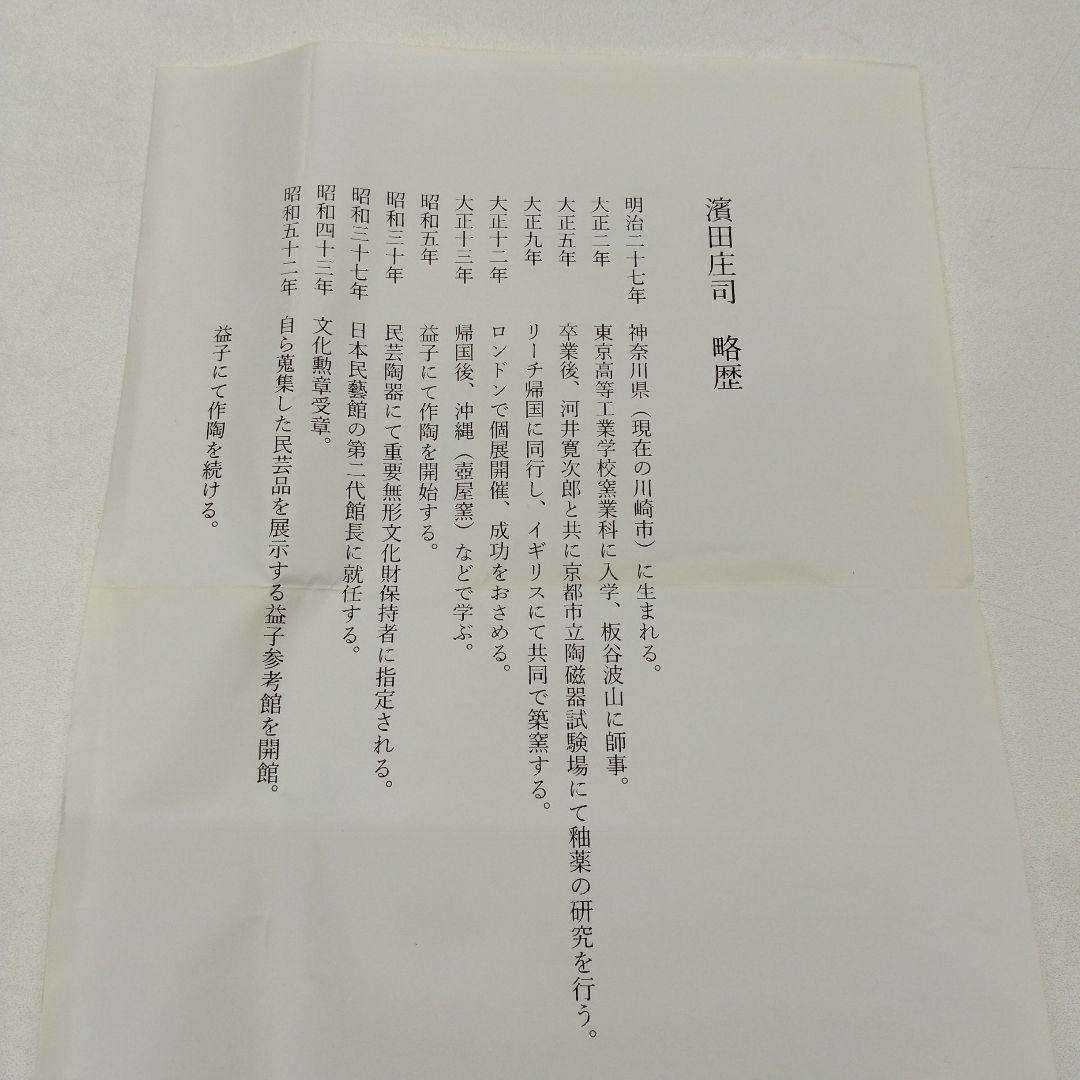 濱田庄司　略歴
明治二十七年　神奈川県（現在の川崎市）に生まれる。
大正二年　東京高等工業学校窯業科に入学、板谷波山に師事。
大正五年　卒業後、河井寛次郎と共に京都市立陶磁器試験場にて釉薬の研究を行う。
大正九年　リーチ帰国に同行し、イギリスにて共同で築窯する。
大正十二年　ロンドンで個展開催、成功をおさめる。
大正十三年　帰国後、沖縄（壺屋窯）などで学ぶ。
昭和五年　益子にて作陶を開始する。
昭和三十年　民芸陶器にて重要無形文化財保持者に指定される。
昭和三十七年　日本民藝館の第二代館長に就任する。
昭和四十三年　文化勲章受章。
昭和五十二年　自ら蒐集した民芸品を展示する益子参考館を開館。
益子にて作陶を続ける。